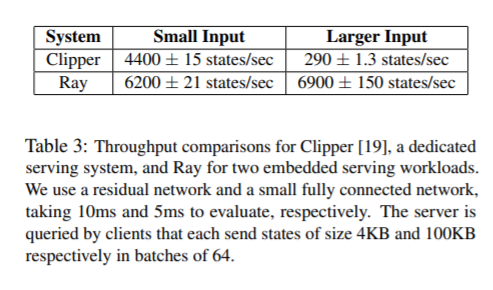 System Small Input Larger Input
Clipper 4400 ± 15 states/sec 290 ± 1.3 states/sec
Ray 6200 ± 21 states/sec 6900 ± 150 states/sec
Table 3: Throughput comparisons for Clipper [19], a dedicated
serving system, and Ray for two embedded serving workloads.
We use a residual network and a small fully connected network,
taking 10ms and 5ms to evaluate, respectively. The server is
queried by clients that each send states of size 4KB and 100KB
respectively in batches of 64.